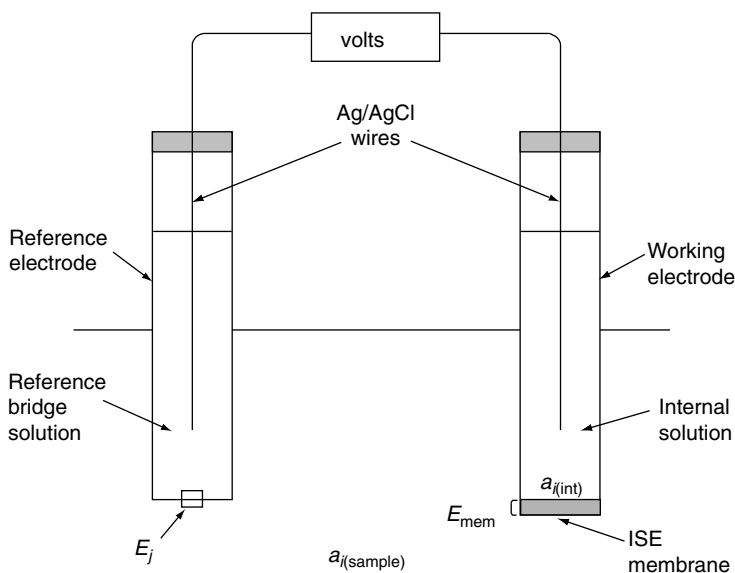 volts
Ag/AgCl
wires
Reference
electrode
Working
electrode
Reference
bridge
solution
Internal
solution
a_i(int)
E_mem
E_j
a_i(sample)
ISE
membrane